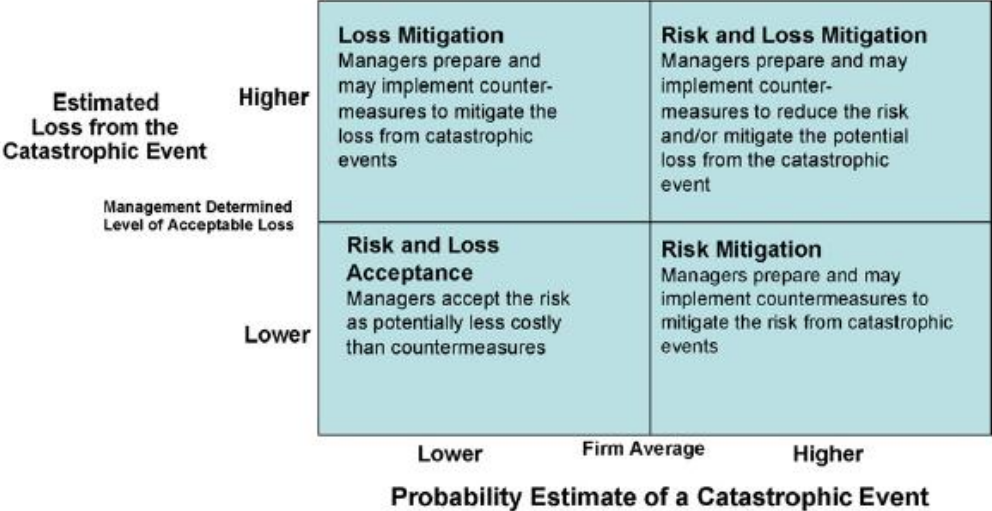 Estimated
Loss from the
Catastrophic Event
Higher
Management Determined
Level of Acceptable Loss
Lower
Loss Mitigation
Managers prepare and
may implement counter-
measures to mitigate the
loss from catastrophic
events
Risk and Loss Mitigation
Managers prepare and may
implement counter-
measures to reduce the risk
and/or mitigate the potential
loss from the catastrophic
event
Risk and Loss
Acceptance
Managers accept the risk
as potentially less costly
than countermeasures
Risk Mitigation
Managers prepare and may
implement countermeasures to
mitigate the risk from catastrophic
events
Lower
Firm Average
Higher
Probability Estimate of a Catastrophic Event